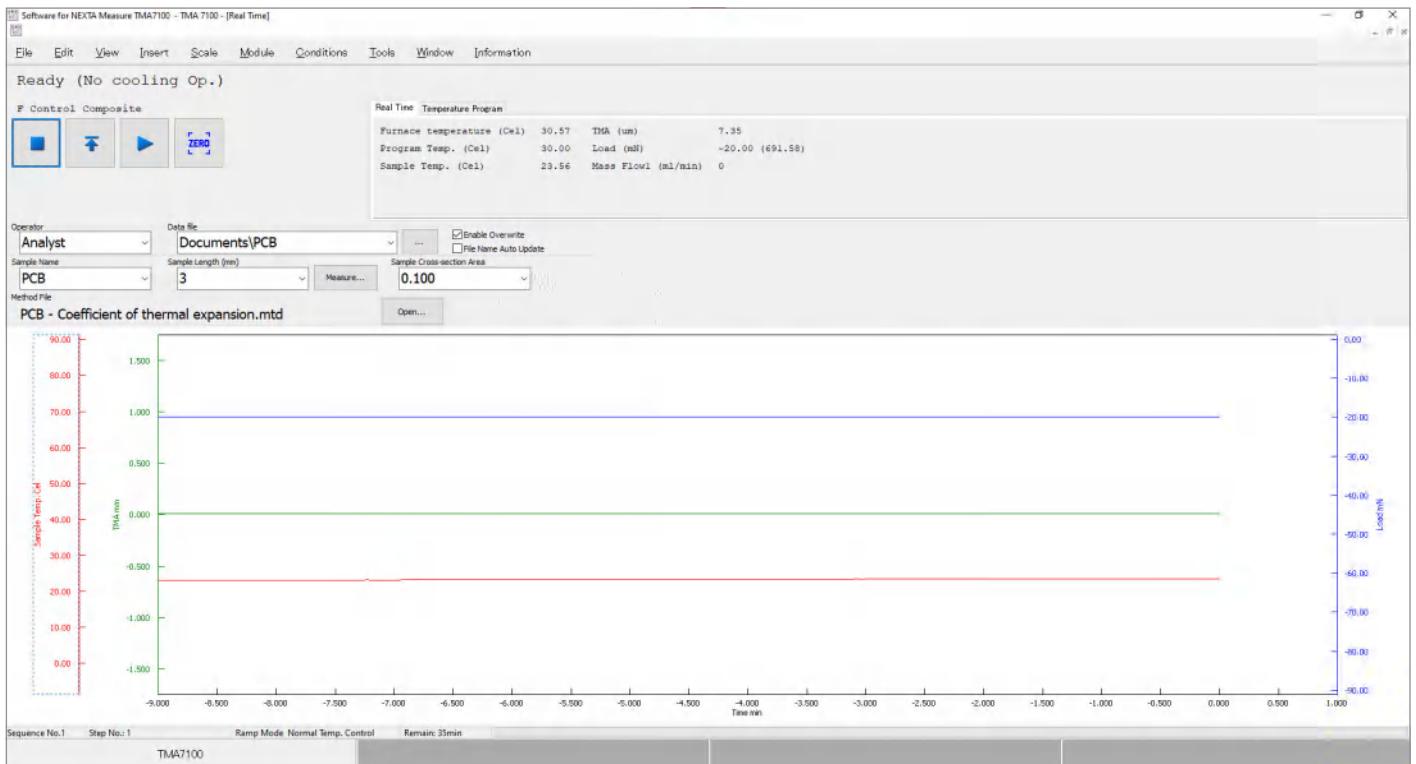 Software for NEXTA Measure TMA7100 - TMA 7100 - [Real Time]
File Edit View Insert Scale Module Conditions Tools Window Information
Ready (No cooling Op.)
F Control Composite
ZERO
Real Time Temperature Program
Furnace temperature (Cel) 30.57 TMA (um) 7.35
Program Temp. (Cel) 30.00 Load (mN) -20.00 (691.58)
Sample Temp. (Cel) 23.56 Mass Flow1 (ml/min) 0
Operator Data file
Analyst Documents\PCB ... Enable Overwrite
File Name Auto Update
Sample Name Sample Length (mm) Sample Cross-section Area
PCB 3 Measure... 0.100
Method File
PCB - Coefficient of thermal expansion.mtd Open...
Sample Temp. Cel
90.00
80.00
70.00
60.00
50.00
40.00
30.00
20.00
10.00
0.00
TMA mm
1.500
1.000
0.500
0.000
-0.500
-1.000
-1.500
0.00
-10.00
-20.00
-30.00
-40.00
-50.00
-60.00
-70.00
-80.00
-90.00
Load mN
-9.000 -8.500 -8.000 -7.500 -7.000 -6.500 -6.000 -5.500 -5.000 -4.500 -4.000 -3.500 -3.000 -2.500 -2.000 -1.500 -1.000 -0.500 0.000 0.500 1.000
Time min
Sequence No.1 Step No.: 1 Ramp Mode Normal Temp. Control Remain: 35min
TMA7100